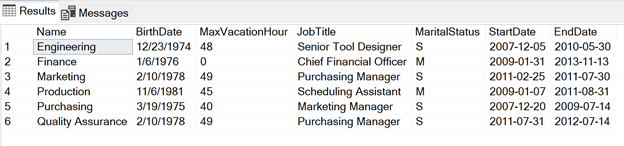 Results Messages
Name BirthDate MaxVacationHour JobTitle MaritalStatus StartDate EndDate
1 Engineering 12/23/1974 48 Senior Tool Designer S 2007-12-05 2010-05-30
2 Finance 1/6/1976 0 Chief Financial Officer M 2009-01-31 2013-11-13
3 Marketing 2/10/1978 49 Purchasing Manager S 2011-02-25 2011-07-30
4 Production 11/6/1981 45 Scheduling Assistant M 2009-01-07 2011-08-31
5 Purchasing 3/19/1975 40 Marketing Manager S 2007-12-20 2009-07-14
6 Quality Assurance 2/10/1978 49 Purchasing Manager S 2011-07-31 2012-07-14